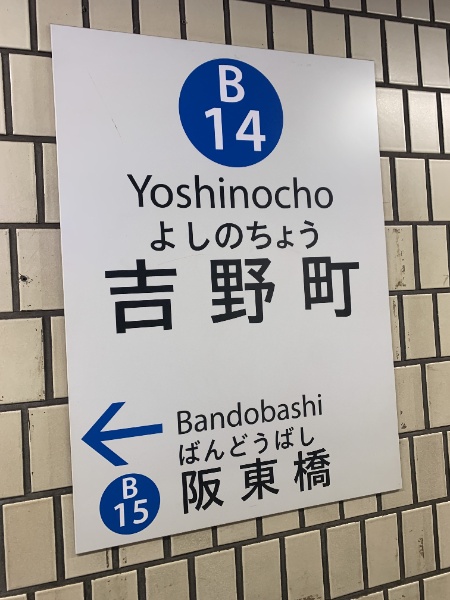 B
14
Yoshinocho
よしのちょう
吉野町
Bandobashi
ばんどうばし
B
15
阪東橋